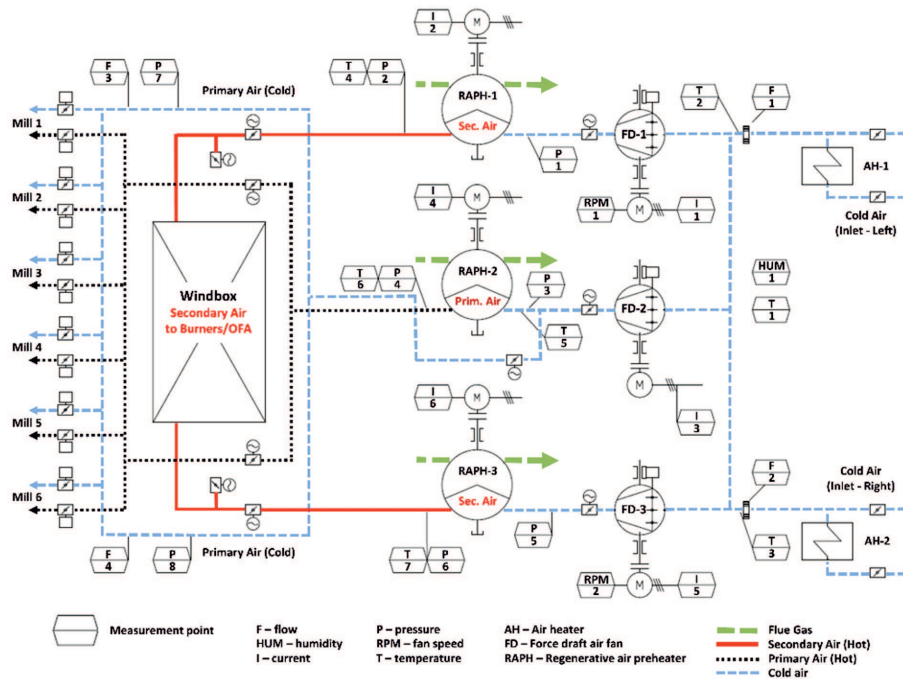 I
2
M
F
3
P
7
T
4
P
2
Primary Air (Cold)
RAPH-1
Sec. Air
FD-1
T
2
F
1
Mill 1
P
1
AH-1
Mill 2
I
4
M
RPM
1
M
I
1
Cold Air
(Inlet - Left)
Mill 3
T
6
P
4
RAPH-2
Prim. Air
P
3
FD-2
HUM
1
Windbox
Secondary Air
to Burners/OFA
T
5
T
1
Mill 4
I
6
M
M
I
3
Mill 5
RAPH-3
Sec. Air
Cold Air
(Inlet - Right)
F
2
Mill 6
FD-3
P
5
T
3
AH-2
F
4
P
8
Primary Air (Cold)
T
7
P
6
RPM
2
M
I
5
Measurement point
F – flow
HUM – humidity
I – current
P – pressure
RPM – fan speed
T – temperature
AH – Air heater
FD – Force draft air fan
RAPH – Regenerative air preheater
Flue Gas
Secondary Air (Hot)
Primary Air (Hot)
Cold air